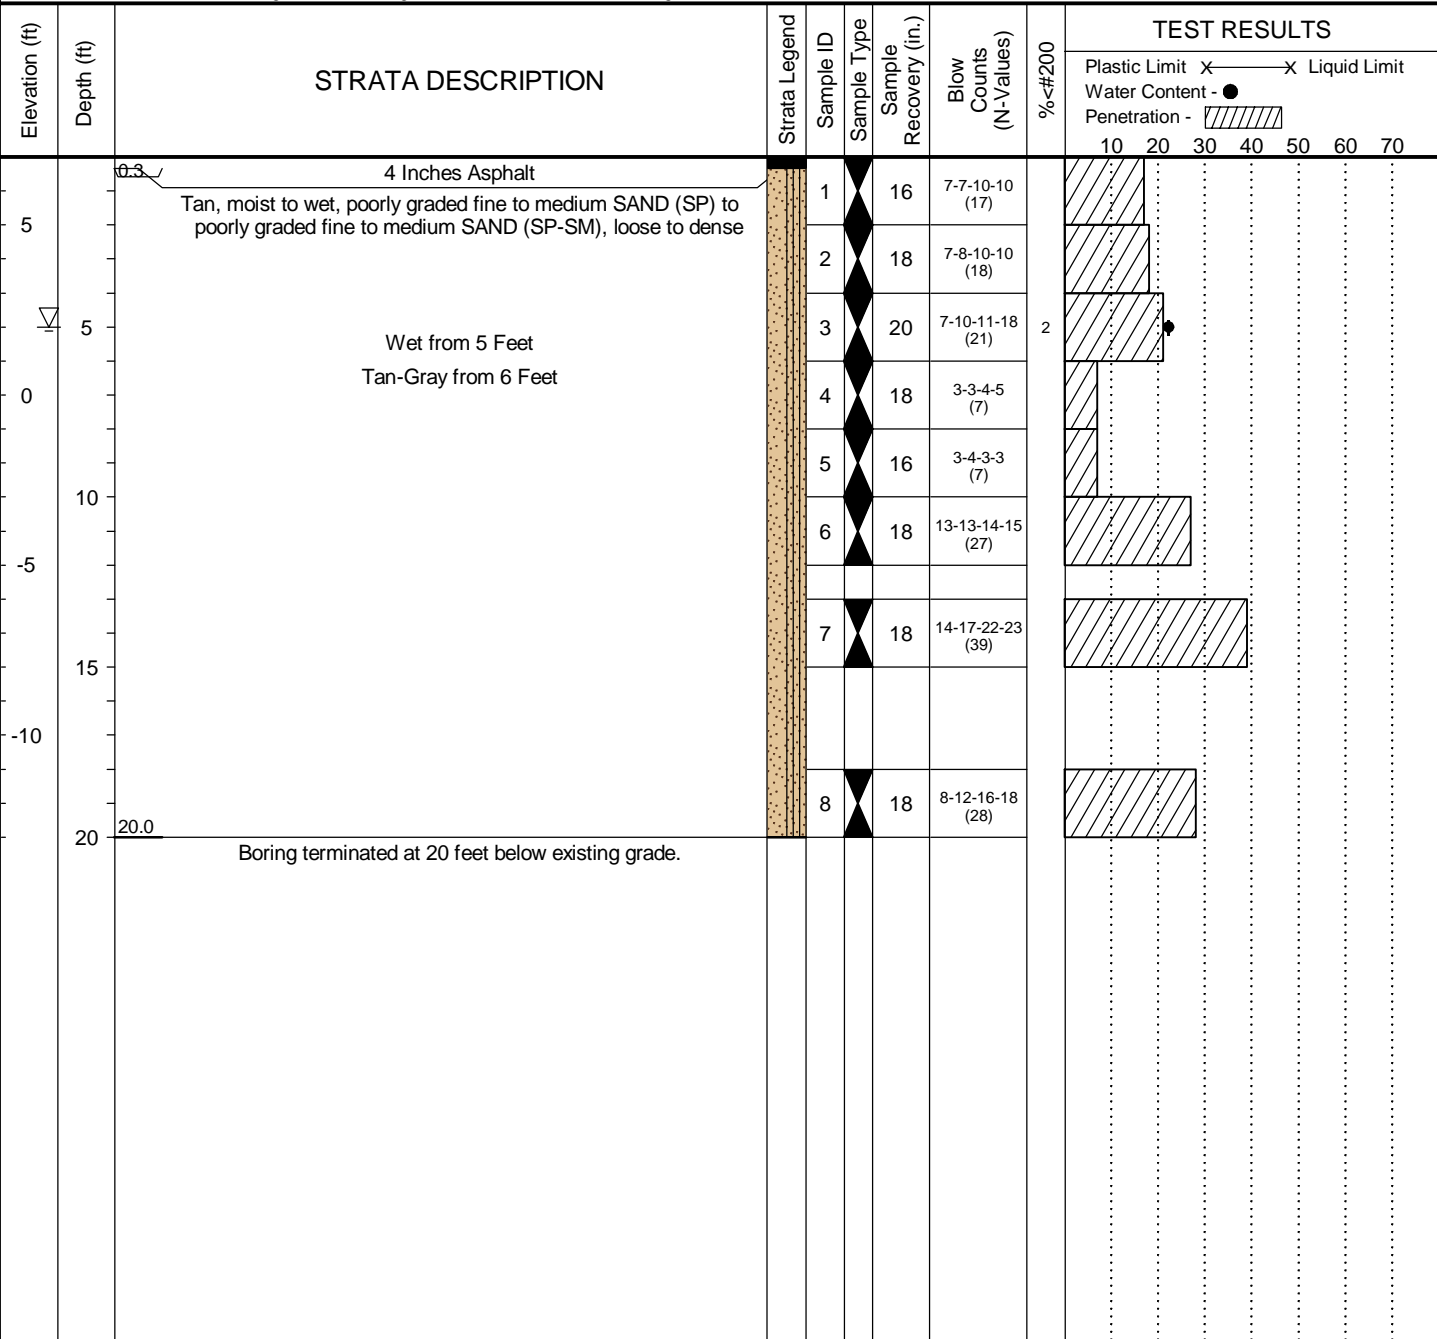 Elevation (ft)
Depth (ft)
STRATA DESCRIPTION
Strata Legend
Sample ID
Sample Type
Sample
Recovery (in.)
Blow
Counts
(N-Values)
%<#200
TEST RESULTS
Plastic Limit X X Liquid Limit
Water Content -
Penetration -
10 20 30 40 50 60 70
0.3
4 Inches Asphalt
Tan, moist to wet, poorly graded fine to medium SAND (SP) to
poorly graded fine to medium SAND (SP-SM), loose to dense
1 16 7-7-10-10
(17)
5
2 18 7-8-10-10
(18)
5
Wet from 5 Feet
3 20 7-10-11-18
(21)
2
Tan-Gray from 6 Feet
0
4 18 3-3-4-5
(7)
5 16 3-4-3-3
(7)
10
6 18 13-13-14-15
(27)
-5
7 18 14-17-22-23
(39)
15
-10
8 18 8-12-16-18
(28)
20
20.0
Boring terminated at 20 feet below existing grade.